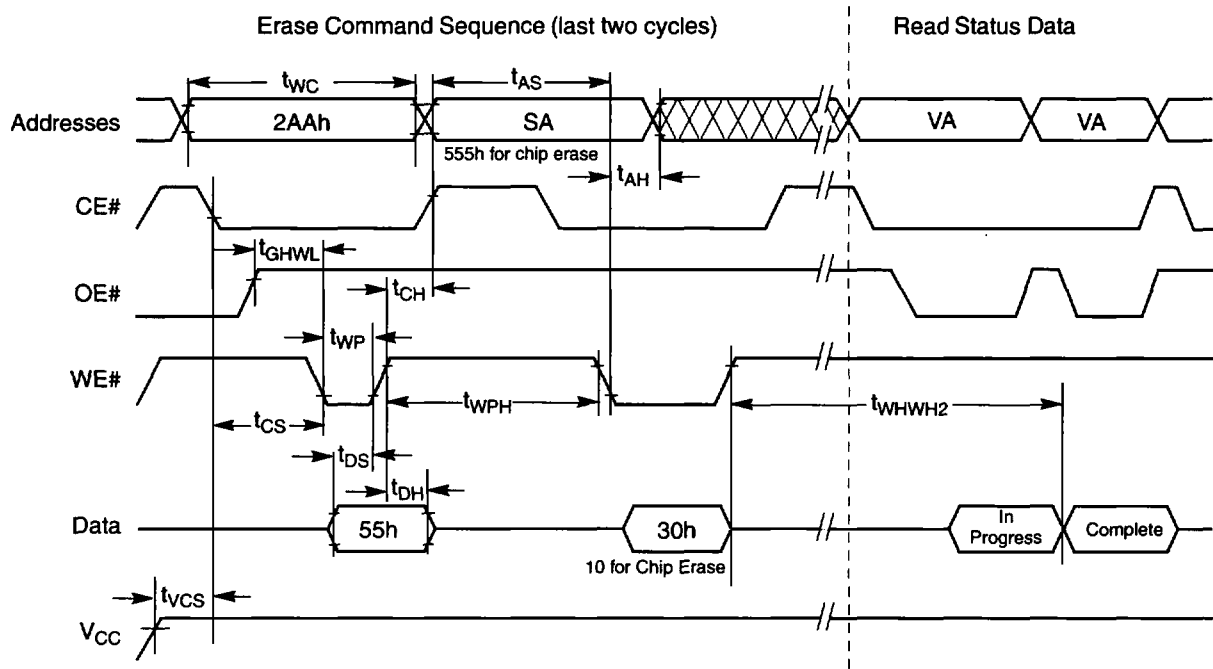 Erase Command Sequence (last two cycles)
Read Status Data
tWC
tAS
Addresses
2AAh
SA
VA
VA
555h for chip erase
tAH
CE#
tGHWL
OE#
tCH
tWP
WE#
tWPH
tWHWH2
tCS
tDS
tDH
Data
55h
30h
In
Progress
Complete
10 for Chip Erase
tVCS
VCC